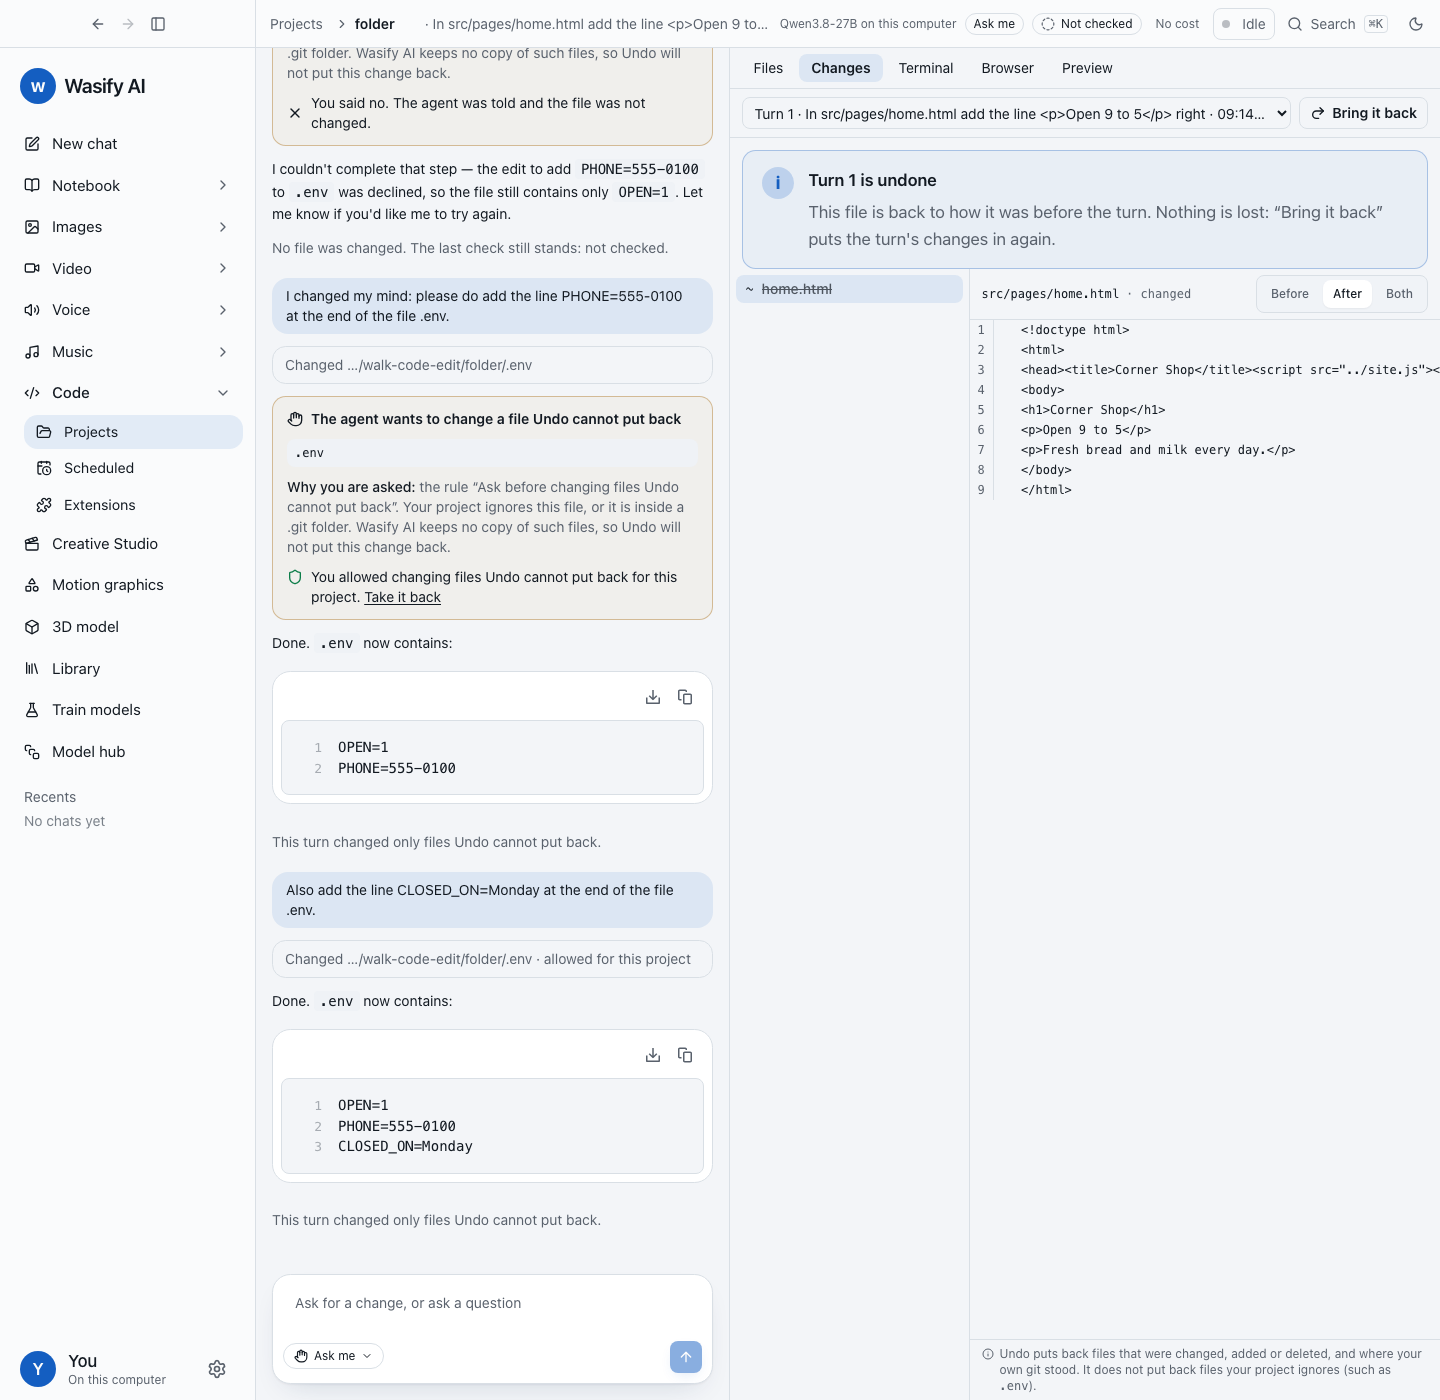 Projects
folder
· In src/pages/home.html add the line <p>Open 9 to...
Qwen3.8-27B on this computer
Ask me
Not checked
No cost
Idle
Search
⌘K
W
Wasify AI
New chat
Notebook
Images
Video
Voice
Music
Code
Projects
Scheduled
Extensions
Creative Studio
Motion graphics
3D model
Library
Train models
Model hub
Recents
No chats yet
Y
You
On this computer
.git folder. Wasify AI keeps no copy of such files, so Undo will
not put this change back.
You said no. The agent was told and the file was not
changed.
I couldn't complete that step — the edit to add PHONE=555-0100
to .env was declined, so the file still contains only OPEN=1 . Let
me know if you'd like me to try again.
No file was changed. The last check still stands: not checked.
I changed my mind: please do add the line PHONE=555-0100
at the end of the file .env.
Changed .../walk-code-edit/folder/.env
The agent wants to change a file Undo cannot put back
.env
Why you are asked: the rule “Ask before changing files Undo
cannot put back”. Your project ignores this file, or it is inside a
.git folder. Wasify AI keeps no copy of such files, so Undo will
not put this change back.
You allowed changing files Undo cannot put back for this
project. Take it back
Done. .env now contains:
1 OPEN=1
2 PHONE=555-0100
This turn changed only files Undo cannot put back.
Also add the line CLOSED_ON=Monday at the end of the file
.env.
Changed .../walk-code-edit/folder/.env · allowed for this project
Done. .env now contains:
1 OPEN=1
2 PHONE=555-0100
3 CLOSED_ON=Monday
This turn changed only files Undo cannot put back.
Ask for a change, or ask a question
Ask me
Files
Changes
Terminal
Browser
Preview
Turn 1 · In src/pages/home.html add the line <p>Open 9 to 5</p> right · 09:14...
Bring it back
i
Turn 1 is undone
This file is back to how it was before the turn. Nothing is lost: “Bring it back”
puts the turn's changes in again.
~ home.html
src/pages/home.html · changed
Before
After
Both
1 <!doctype html>
2 <html>
3 <head><title>Corner Shop</title><script src="../site.js"><
4 <body>
5 <h1>Corner Shop</h1>
6 <p>Open 9 to 5</p>
7 <p>Fresh bread and milk every day.</p>
8 </body>
9 </html>
Undo puts back files that were changed, added or deleted, and where your
own git stood. It does not put back files your project ignores (such as
.env).